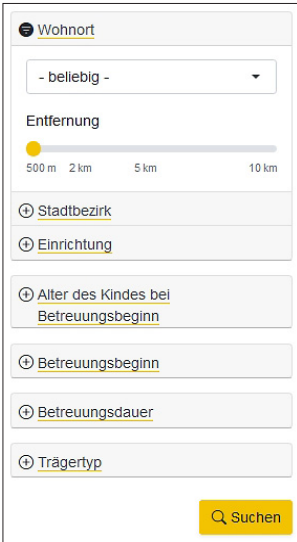 Wohnort
- beliebig -
Entfernung
500 m 2 km 5 km 10 km
Stadtbezirk
Einrichtung
Alter des Kindes bei
Betreuungsbeginn
Betreuungsbeginn
Betreuungsdauer
Trägertyp
Suchen